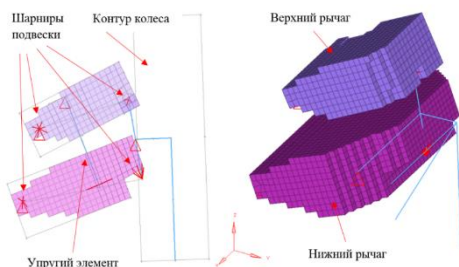 Шарниры
подвески
Контур колеса
Верхний рычаг
Упругий элемент
Нижний рычаг